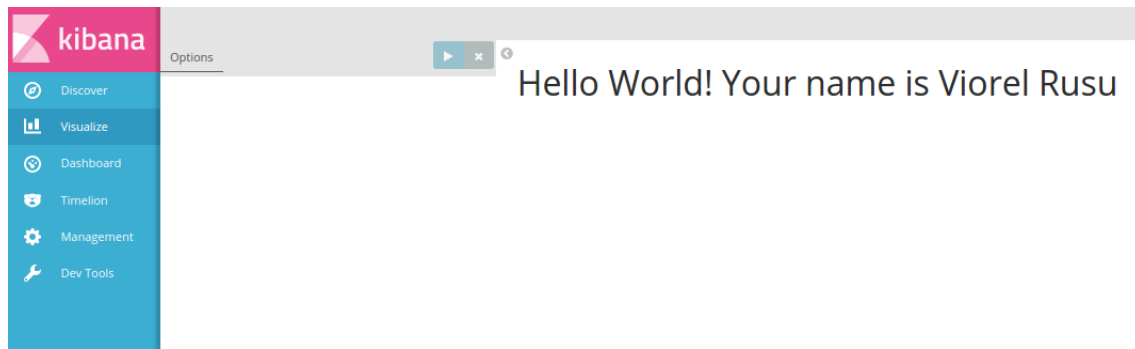 kibana
Options
Hello World! Your name is Viorel Rusu
Discover
Visualize
Dashboard
Timelion
Management
Dev Tools